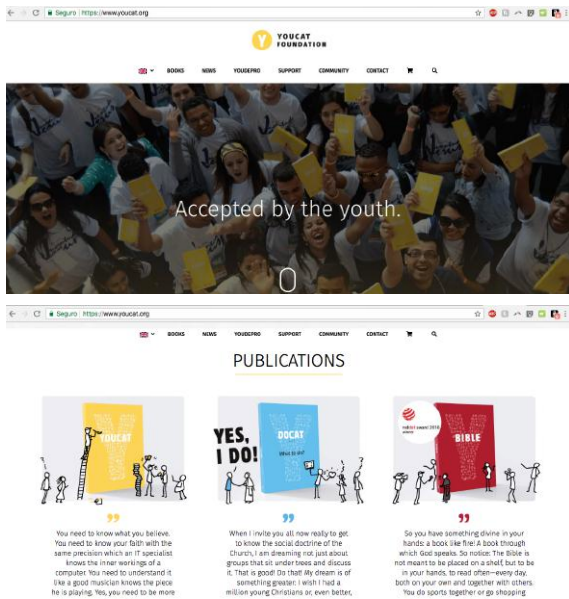 Seguro https://www.youcat.org
YOUCAT
FOUNDATION
BOOKS NEWS YOUDEPRO SUPPORT COMMUNITY CONTACT
Accepted by the youth.
Seguro https://www.youcat.org
BOOKS NEWS YOUDEPRO SUPPORT COMMUNITY CONTACT
PUBLICATIONS
YOUCAT
YES,
I DO!
DOCAT
What to do?
reddot award 2018
BIBLE
You need to know what you believe.
You need to know your faith with the
same precision which an IT specialist
knows the inner workings of a
computer. You need to understand it
like a good musician knows the piece
he is playing. Yes, you need to be more
When I invite you all now really to get
to know the social doctrine of the
Church, I am dreaming not just about
groups that sit under trees and discuss
it. That is good! Do that! My dream is of
something greater: I wish I had a
million young Christians or, even better,
So you have something divine in your
hands: a book like fire! A book through
which God speaks. So notice: The Bible is
not meant to be placed on a shelf, but to be
in your hands, to read often—every day,
both on your own and together with others.
You do sports together or go shopping